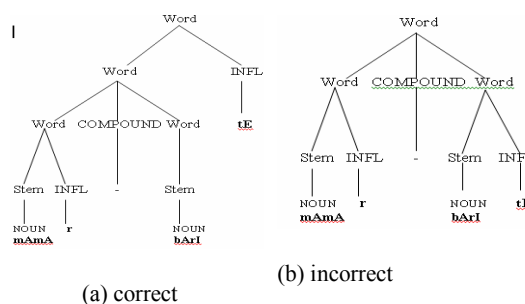 Word
Word
Word INFL
Word COMPOUND Word
Word COMPOUND Word tE
Stem INFL - Stem INF
Stem INFL - Stem
NOUN r NOUN
mAmA bArI
NOUN r NOUN
mAmA bArI
(b) incorrect
(a) correct